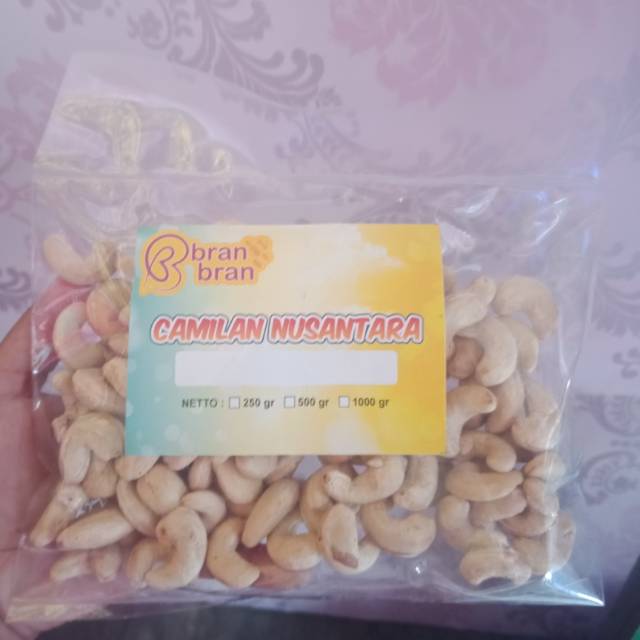 bran
bran
CAMILAN NUSANTARA
NETTO : 250 gr 500 gr 1000 gr